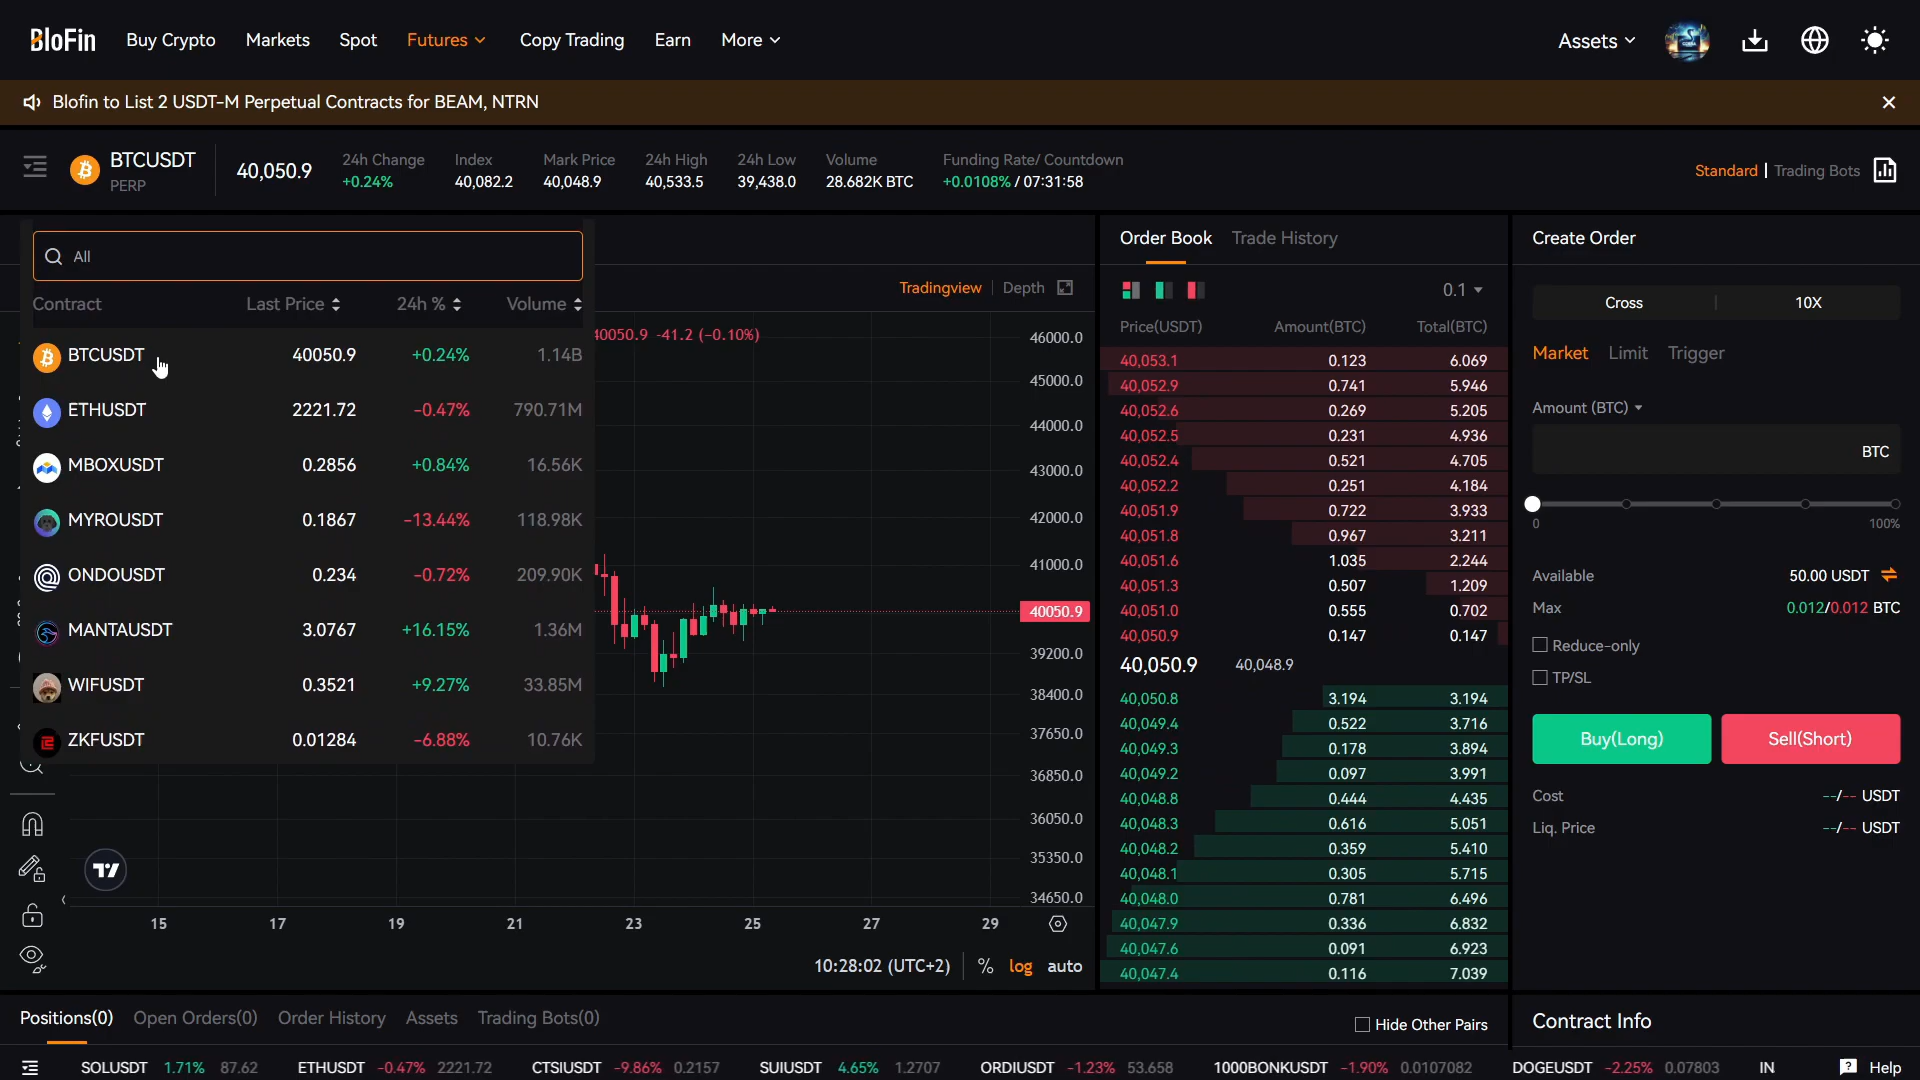 BloFin Buy Crypto Markets Spot Futures Copy Trading Earn More Assets
Blofin to List 2 USDT-M Perpetual Contracts for BEAM, NTRN
BTCUSDT
PERP
40,050.9
24h Change
+0.24%
Index
40,082.2
Mark Price
40,048.9
24h High
40,533.5
24h Low
39,438.0
Volume
28.682K BTC
Funding Rate/ Countdown
+0.0108% / 07:31:58
Standard | Trading Bots
All
Contract Last Price 24h % Volume
BTCUSDT 40050.9 +0.24% 1.14B
ETHUSDT 2221.72 -0.47% 790.71M
MBOXUSDT 0.2856 +0.84% 16.56K
MYROUSDT 0.1867 -13.44% 118.98K
ONDOUSDT 0.234 -0.72% 209.90K
MANTAUSDT 3.0767 +16.15% 1.36M
WIFUSDT 0.3521 +9.27% 33.85M
ZKFUSDT 0.01284 -6.88% 10.76K
Tradingview Depth
40050.9 -41.2 (-0.10%)
46000.0
45000.0
44000.0
43000.0
42000.0
41000.0
40050.9
39200.0
38400.0
37650.0
36850.0
36050.0
35350.0
34650.0
15 17 19 21 23 25 27 29
10:28:02 (UTC+2) % log auto
Order Book Trade History
0.1
Price(USDT) Amount(BTC) Total(BTC)
40,053.1 0.123 6.069
40,052.9 0.741 5.946
40,052.6 0.269 5.205
40,052.5 0.231 4.936
40,052.4 0.521 4.705
40,052.2 0.251 4.184
40,051.9 0.722 3.933
40,051.8 0.967 3.211
40,051.6 1.035 2.244
40,051.3 0.507 1.209
40,051.0 0.555 0.702
40,050.9 0.147 0.147
40,050.9 40,048.9
40,050.8 3.194 3.194
40,049.4 0.522 3.716
40,049.3 0.178 3.894
40,049.2 0.097 3.991
40,048.8 0.444 4.435
40,048.3 0.616 5.051
40,048.2 0.359 5.410
40,048.1 0.305 5.715
40,048.0 0.781 6.496
40,047.9 0.336 6.832
40,047.6 0.091 6.923
40,047.4 0.116 7.039
Create Order
Cross 10X
Market Limit Trigger
Amount (BTC)
BTC
0 100%
Available 50.00 USDT
Max 0.012/0.012 BTC
Reduce-only
TP/SL
Buy(Long) Sell(Short)
Cost --/-- USDT
Liq. Price --/-- USDT
Positions(0) Open Orders(0) Order History Assets Trading Bots(0) Hide Other Pairs
Contract Info
SOLUSDT 1.71% 87.62 ETHUSDT -0.47% 2221.72 CTSIUSDT -9.86% 0.2157 SUIUSDT 4.65% 1.2707 ORDIUSDT -1.23% 53.658 1000BONKUSDT -1.90% 0.0107082 DOGEUSDT -2.25% 0.07803 IN Help